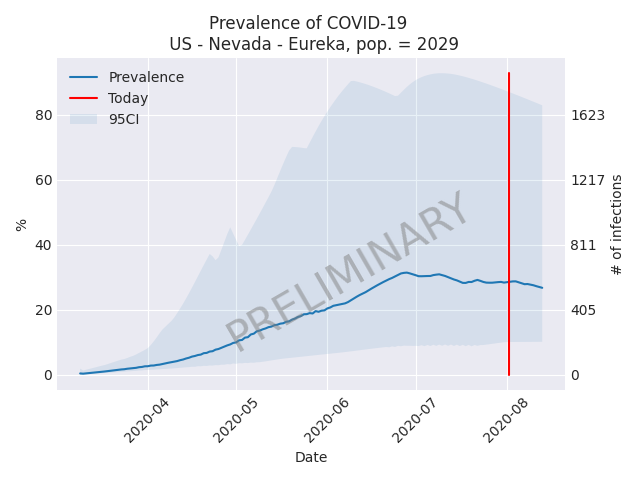 Prevalence of COVID-19
US - Nevada - Eureka, pop. = 2029
Prevalence
Today
95CI
80
60
40
20
0
%
1623
1217
811
405
0
# of infections
PRELIMINARY
2020-04
2020-05
2020-06
2020-07
2020-08
Date